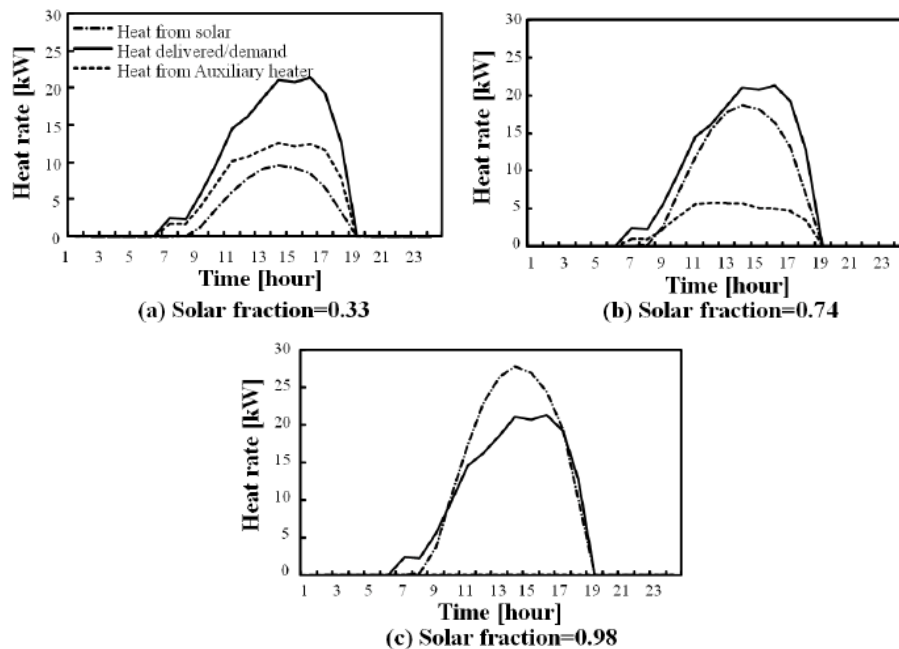 30
25
20
15
10
5
0
Heat rate [kW]
Heat from solar
Heat delivered/demand
Heat from Auxiliary heater
1 3 5 7 9 11 13 15 17 19 21 23
Time [hour]
(a) Solar fraction=0.33
30
25
20
15
10
5
0
Heat rate [kW]
1 3 5 7 9 11 13 15 17 19 21 23
Time [hour]
(b) Solar fraction=0.74
30
25
20
15
10
5
0
Heat rate [kW]
1 3 5 7 9 11 13 15 17 19 21 23
Time [hour]
(c) Solar fraction=0.98